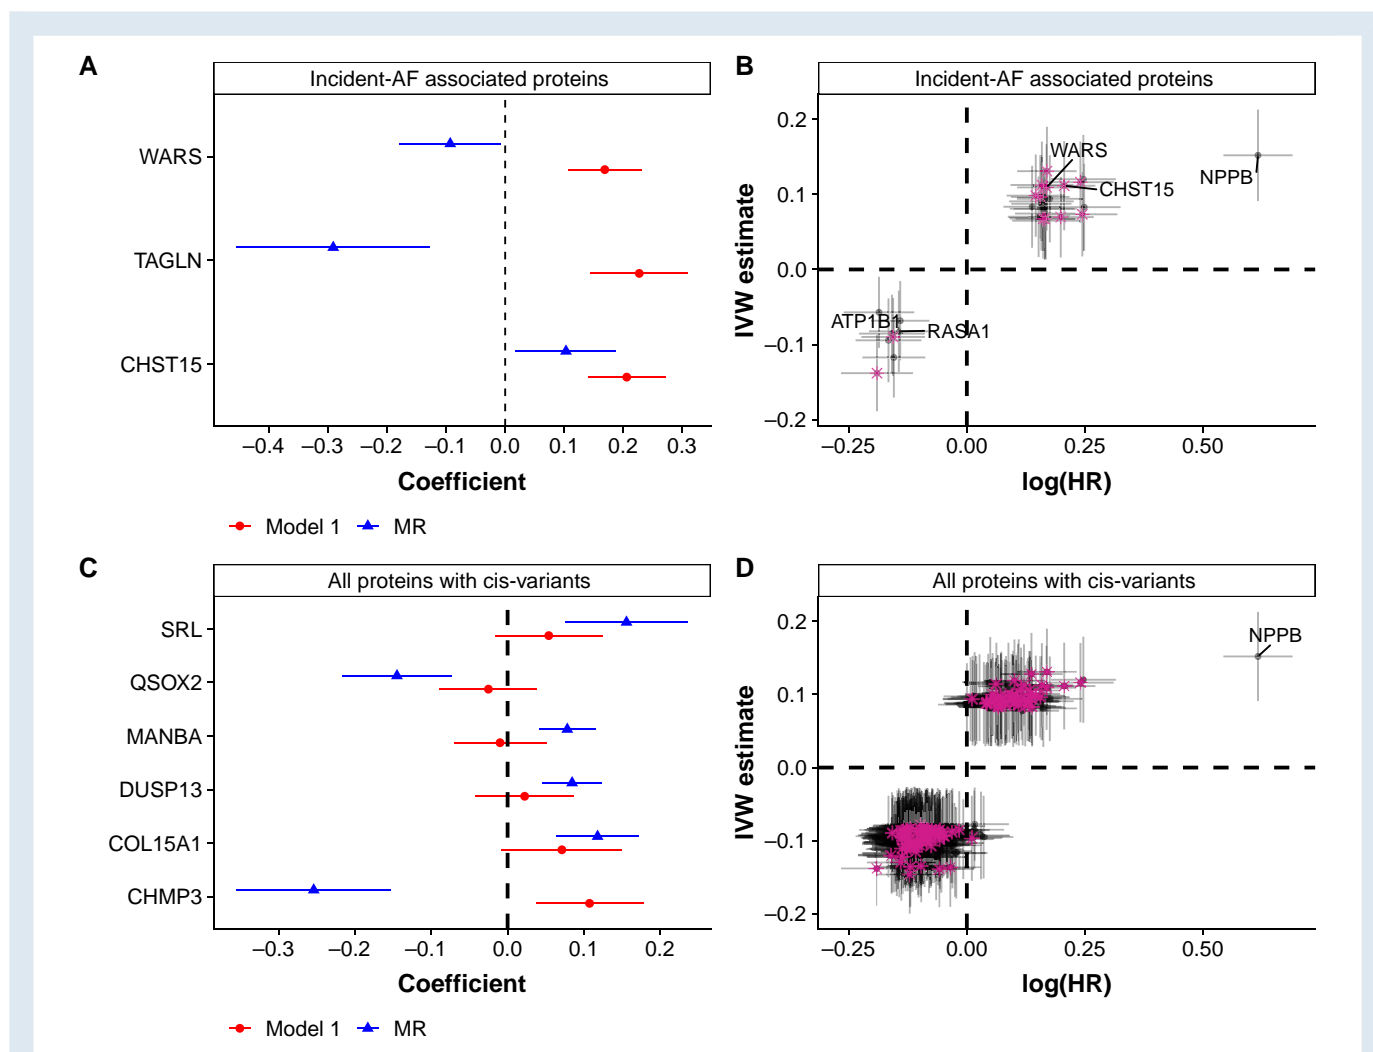 A
Incident-AF associated proteins
WARS
TAGLN
CHST15
–0.4 –0.3 –0.2 –0.1 0.0 0.1 0.2 0.3
Coefficient
Model 1 MR
B
Incident-AF associated proteins
IVW estimate
0.2
0.1
0.0
–0.1
–0.2
WARS
CHST15
NPPB
ATP1B1
RASA1
–0.25 0.00 0.25 0.50
log(HR)
C
All proteins with cis-variants
SRL
QSOX2
MANBA
DUSP13
COL15A1
CHMP3
–0.3 –0.2 –0.1 0.0 0.1 0.2
Coefficient
Model 1 MR
D
All proteins with cis-variants
IVW estimate
0.2
0.1
0.0
–0.1
–0.2
NPPB
–0.25 0.00 0.25 0.50
log(HR)